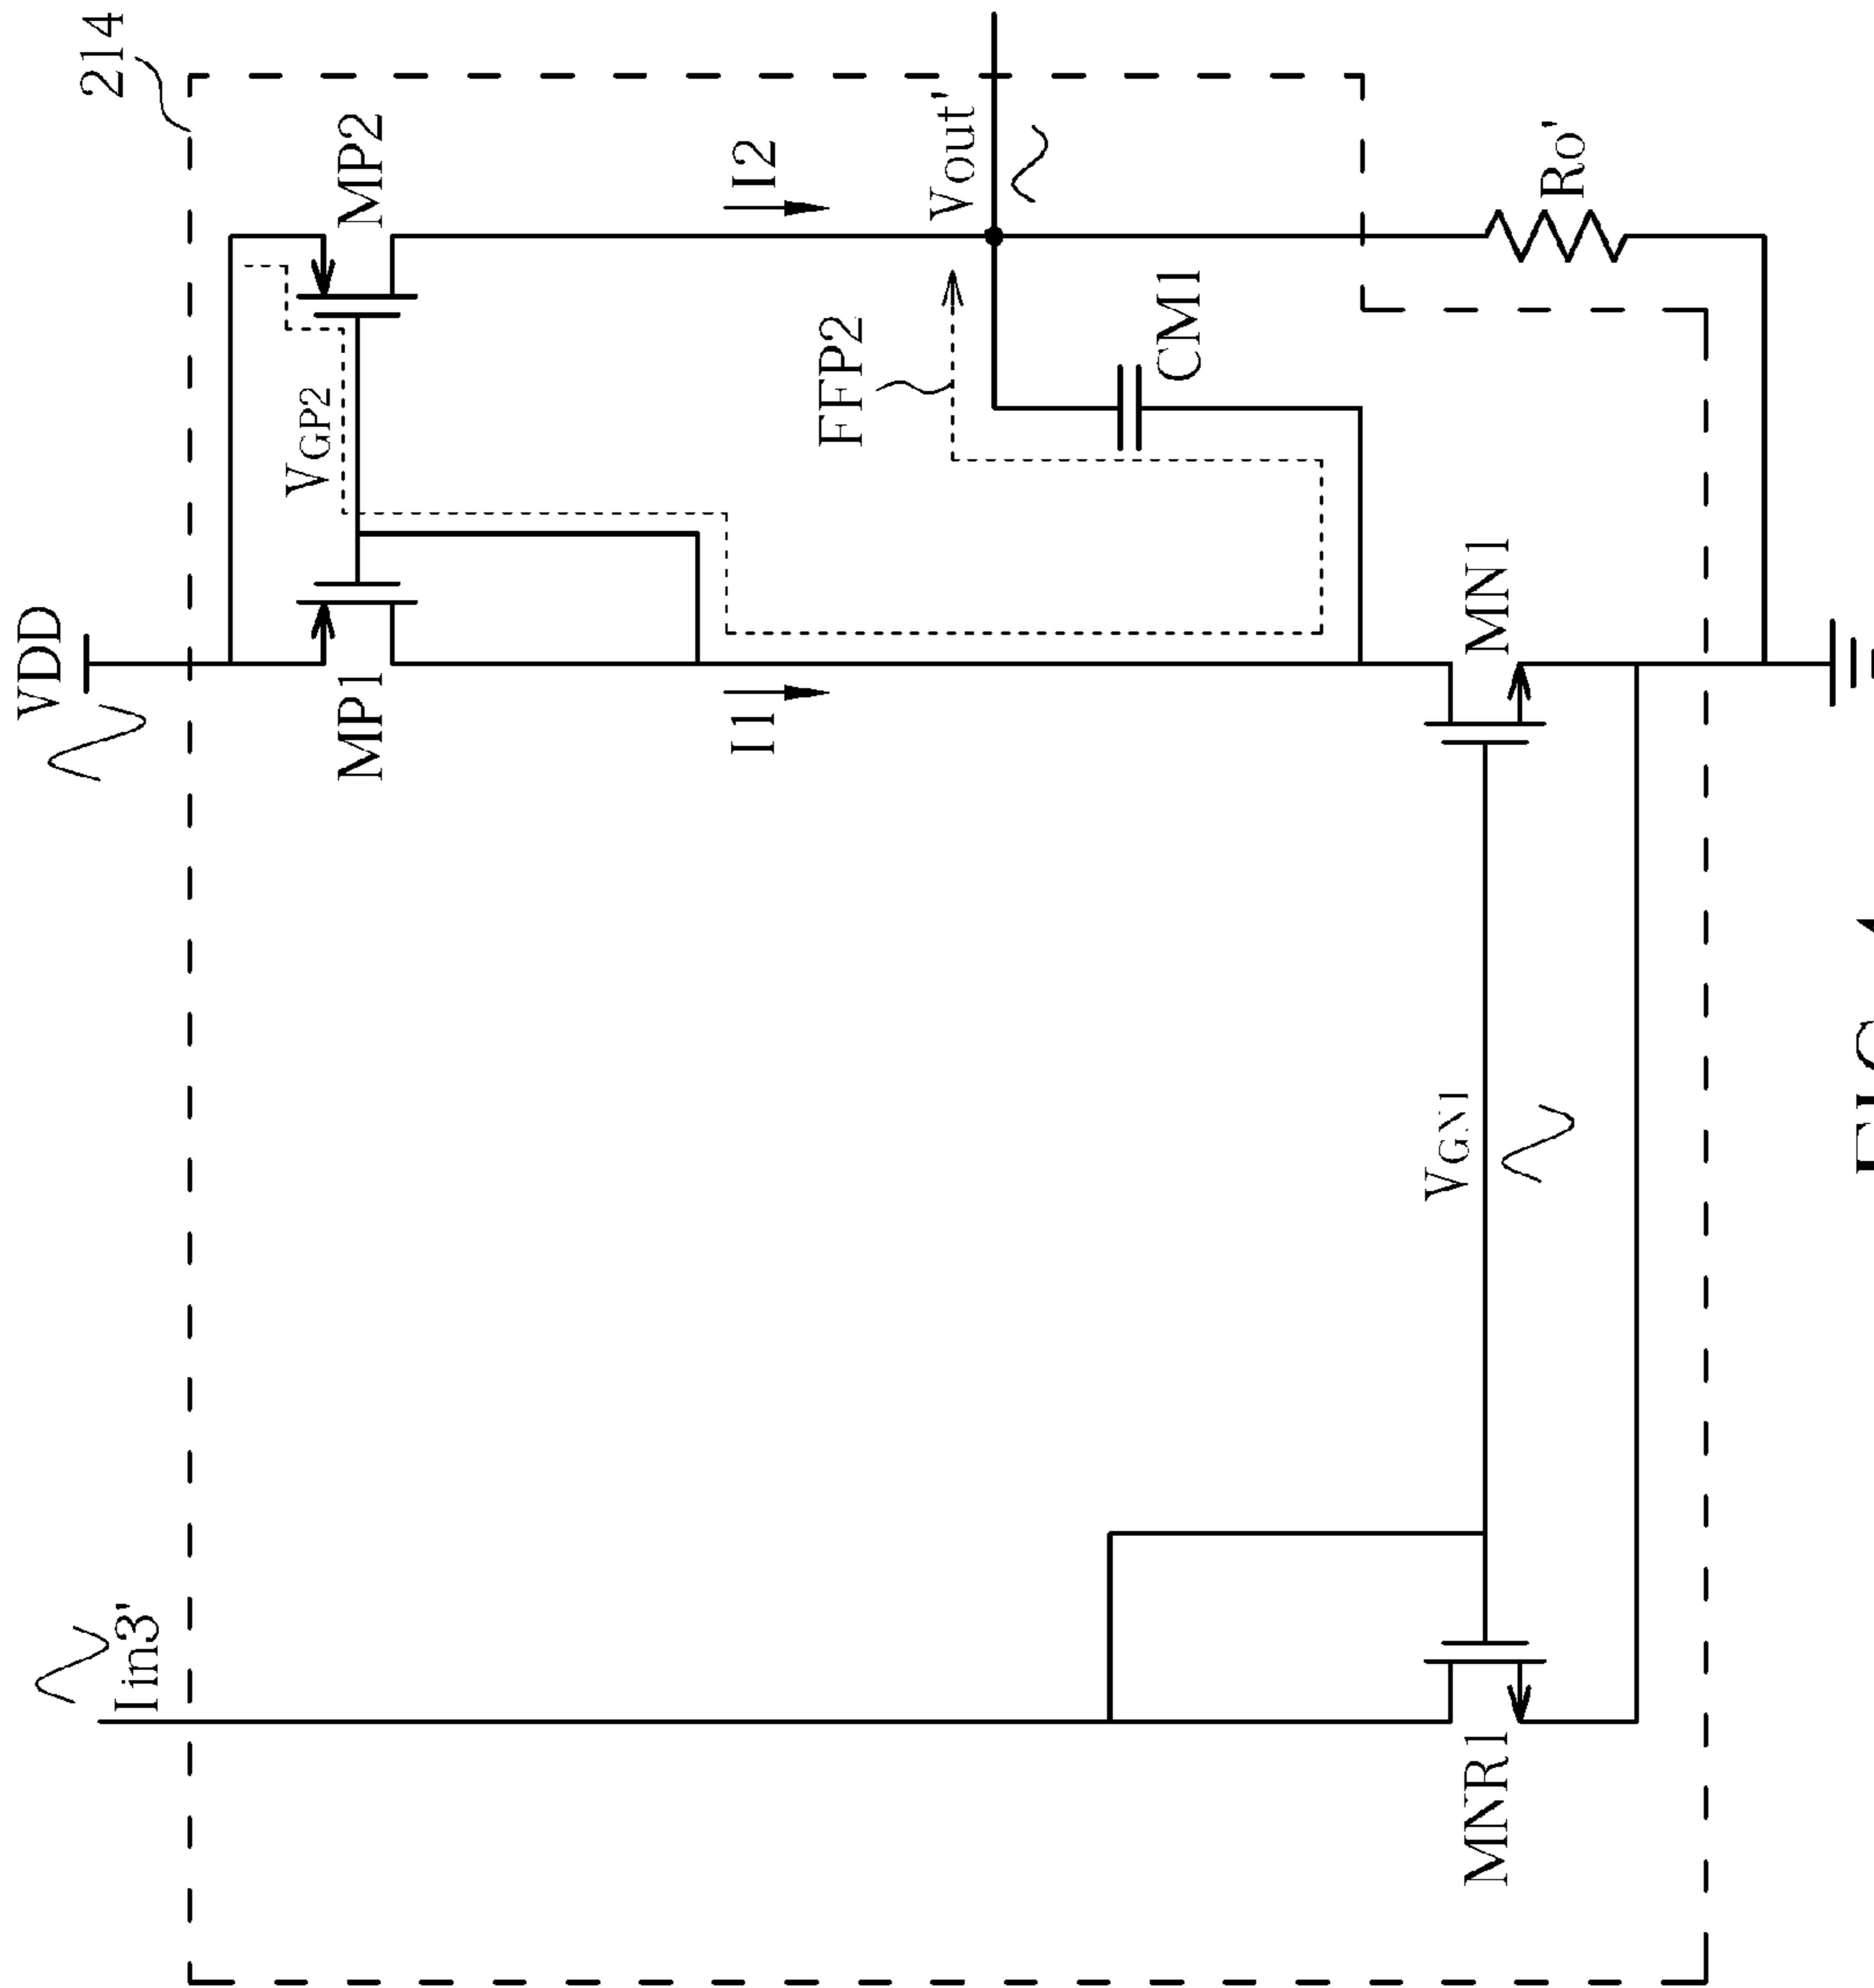 214
VDD
Iin3'
MP1
MP2
VGP2
I1
I2
Vout'
FFP2
CM1
VGN1
MNR1
MN1
Ro'